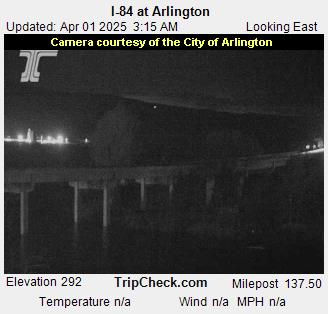 I-84 at Arlington
Updated: Apr 01 2025 3:15 AM Looking East
Camera courtesy of the City of Arlington
Elevation 292 TripCheck.com Milepost 137.50
Temperature n/a Wind n/a MPH n/a